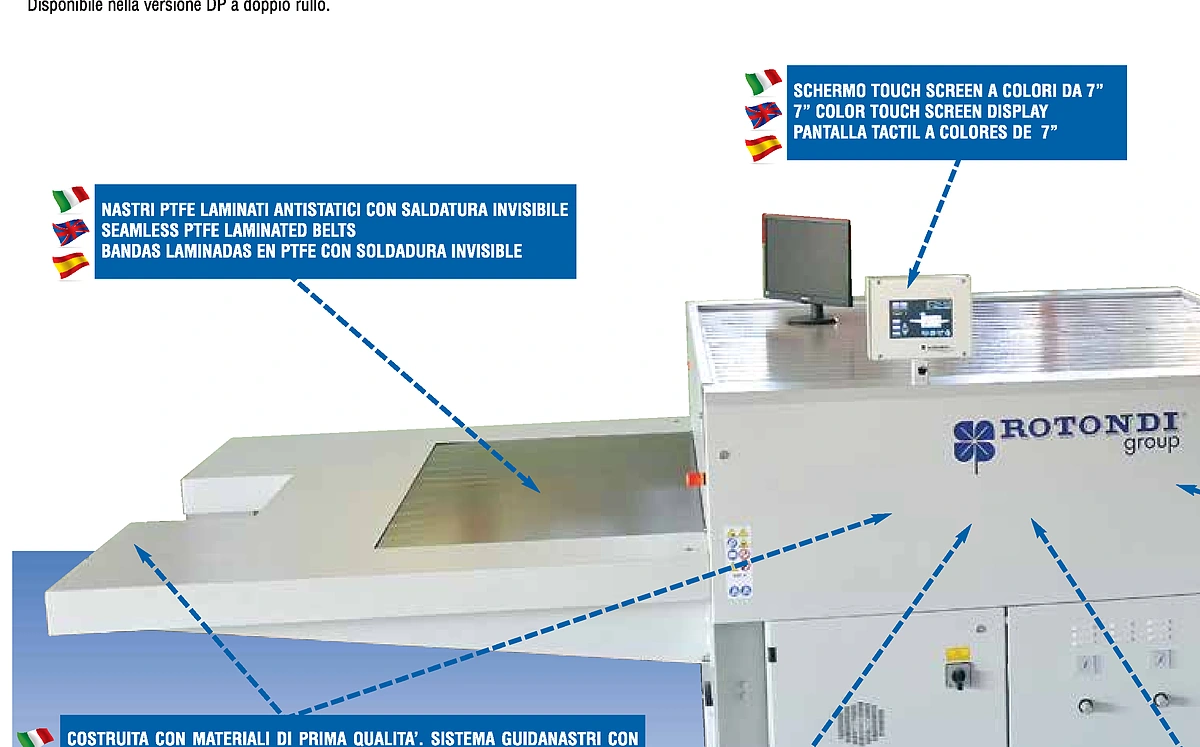 Disponibile nella versione DP a doppio rullo.
SCHERMO TOUCH SCREEN A COLORI DA 7”
7” COLOR TOUCH SCREEN DISPLAY
PANTALLA TACTIL A COLORES DE 7”
NASTRI PTFE LAMINATI ANTISTATICI CON SALDATURA INVISIBILE
SEAMLESS PTFE LAMINATED BELTS
BANDAS LAMINADAS EN PTFE CON SOLDADURA INVISIBLE
ROTONDI
group
COSTRUITA CON MATERIALI DI PRIMA QUALITA’. SISTEMA GUIDANASTRI CON